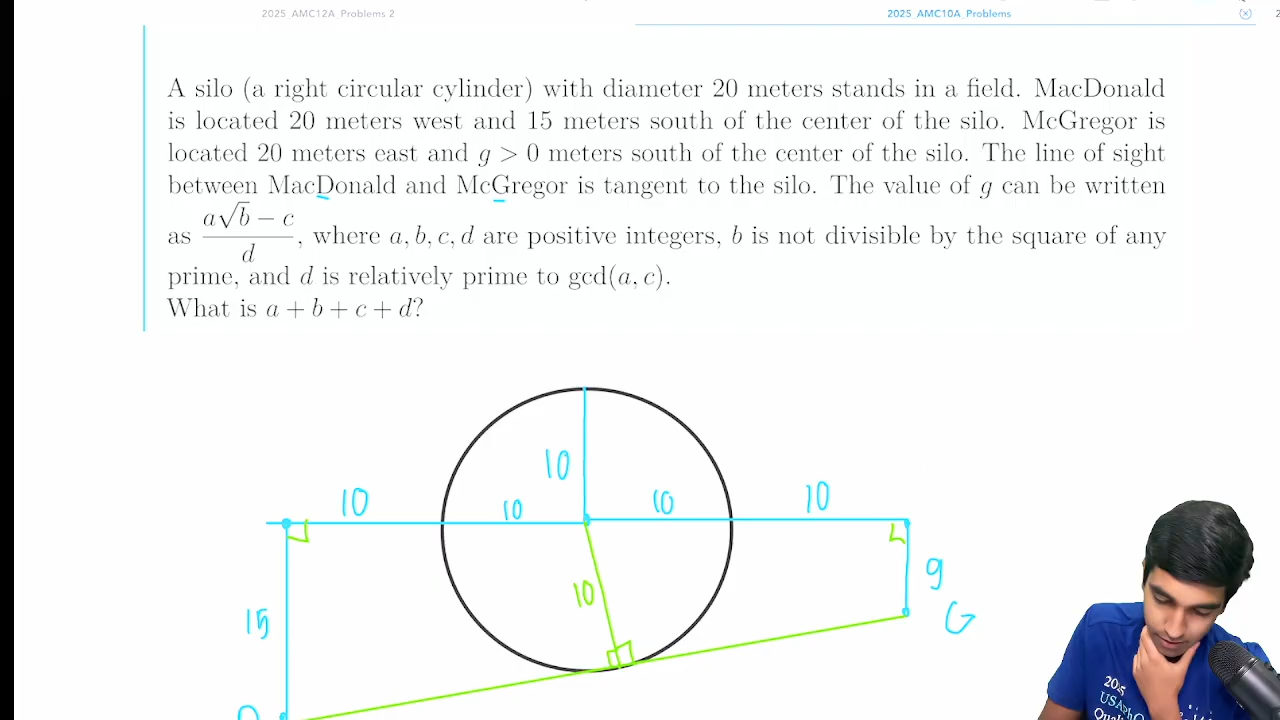 2025_AMC12A_Problems 2
2025_AMC10A_Problems
2
A silo (a right circular cylinder) with diameter 20 meters stands in a field. MacDonald
is located 20 meters west and 15 meters south of the center of the silo. McGregor is
located 20 meters east and g > 0 meters south of the center of the silo. The line of sight
between MacDonald and McGregor is tangent to the silo. The value of g can be written
as (a√b − c)/d, where a, b, c, d are positive integers, b is not divisible by the square of any
prime, and d is relatively prime to gcd(a, c).
What is a + b + c + d?
10
10
10
10
10
10
g
15
G
D
USAPhO
Qual